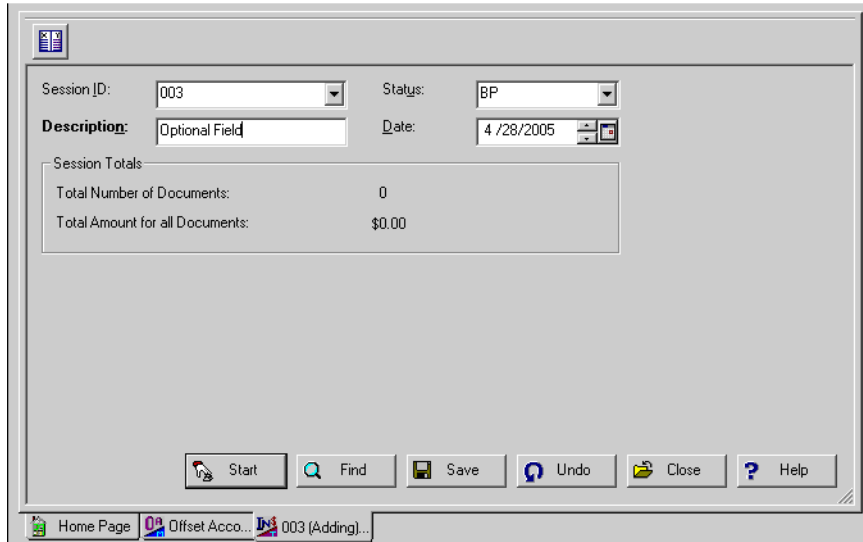 Session ID: 003 Status: BP
Description: Optional Field Date: 4 /28/2005
Session Totals
Total Number of Documents: 0
Total Amount for all Documents: $0.00
Start Find Save Undo Close Help
Home Page Offset Acco... 003 (Adding)...